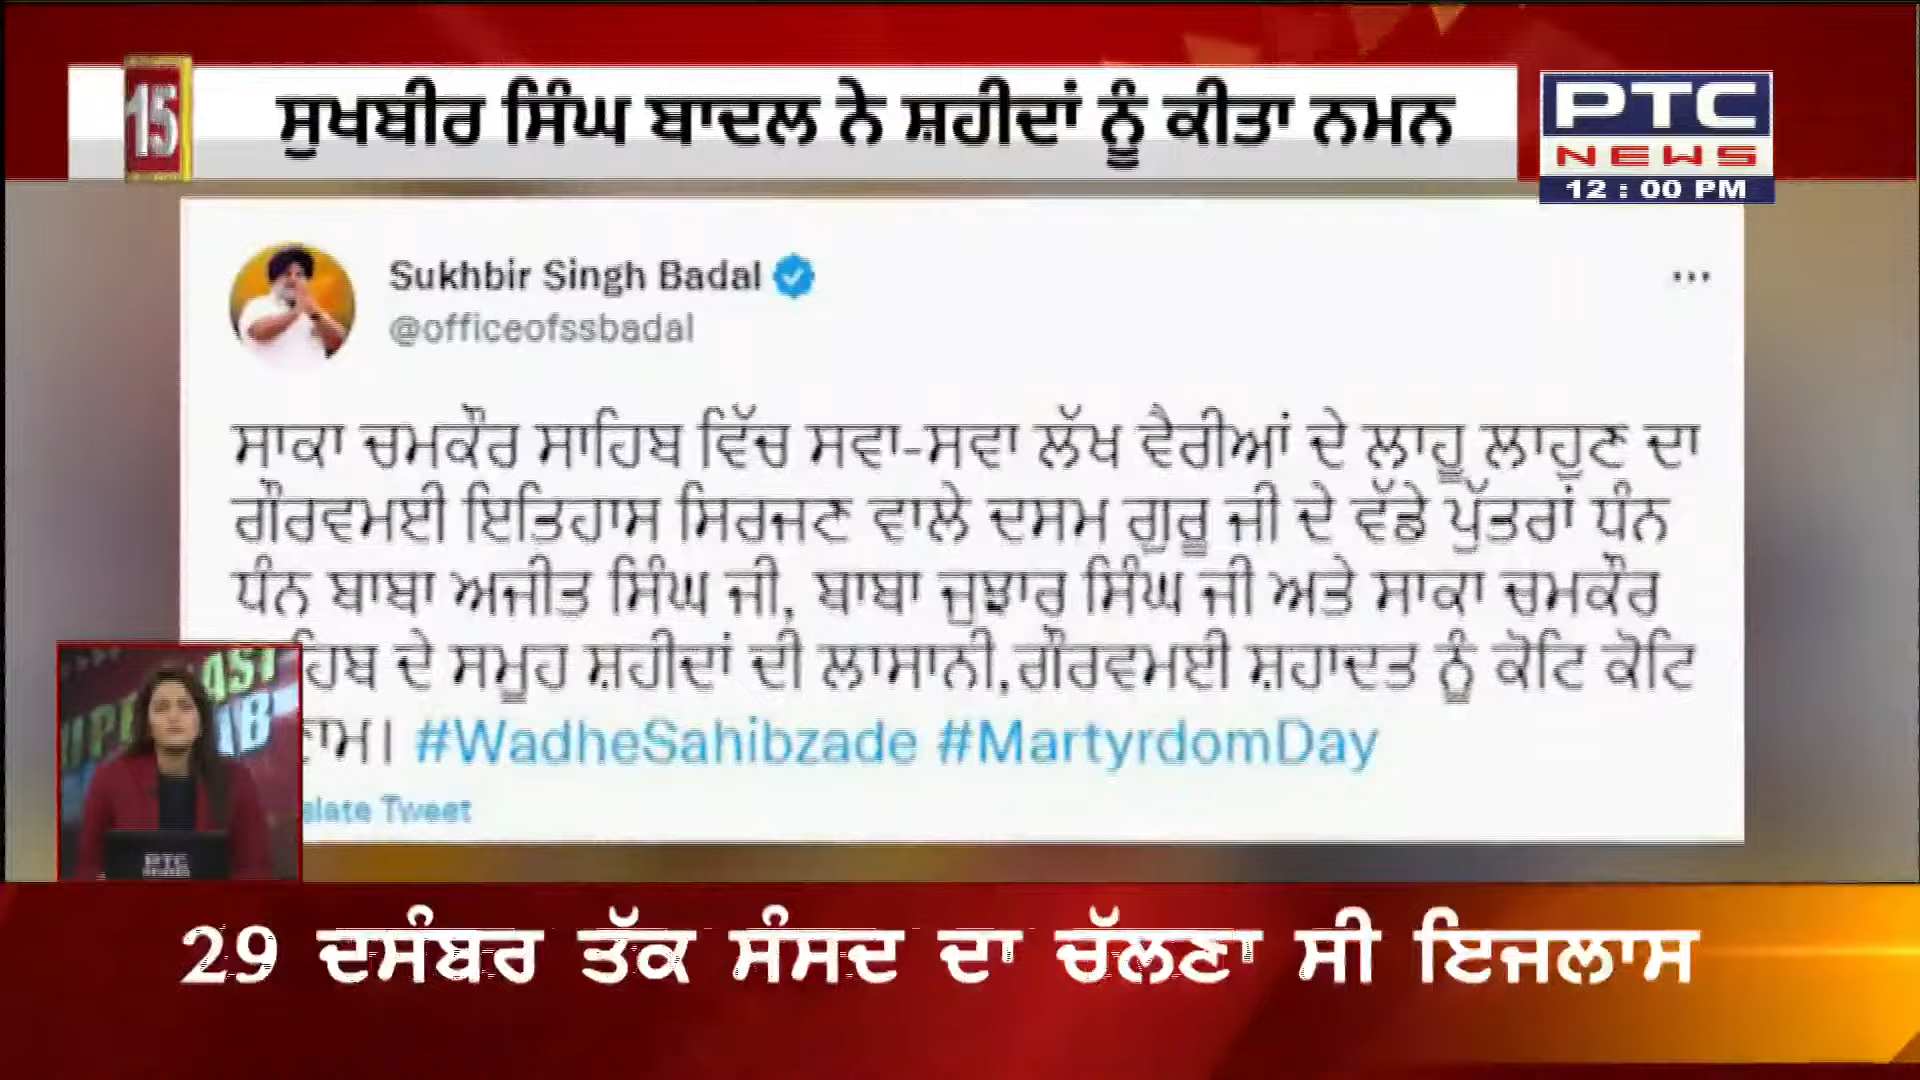 15
ਸੁਖਬੀਰ ਸਿੰਘ ਬਾਦਲ ਨੇ ਸ਼ਹੀਦਾਂ ਨੂੰ ਕੀਤਾ ਨਮਨ
PTC
NEWS
12 : 00 PM
Sukhbir Singh Badal
@officeofssbadal
ਸਾਕਾ ਚਮਕੌਰ ਸਾਹਿਬ ਵਿੱਚ ਸਵਾ-ਸਵਾ ਲੱਖ ਵੈਰੀਆਂ ਦੇ ਲਾਹੂ ਲਾਹੁਣ ਦਾ
ਗੌਰਵਮਈ ਇਤਿਹਾਸ ਸਿਰਜਣ ਵਾਲੇ ਦਸਮ ਗੁਰੂ ਜੀ ਦੇ ਵੱਡੇ ਪੁੱਤਰਾਂ ਧੰਨ
ਧੰਨ ਬਾਬਾ ਅਜੀਤ ਸਿੰਘ ਜੀ, ਬਾਬਾ ਜੁਝਾਰ ਸਿੰਘ ਜੀ ਅਤੇ ਸਾਕਾ ਚਮਕੌਰ
ਹਿਬ ਦੇ ਸਮੂਹ ਸ਼ਹੀਦਾਂ ਦੀ ਲਾਸਾਨੀ,ਗੌਰਵਮਈ ਸ਼ਹਾਦਤ ਨੂੰ ਕੋਟਿ ਕੋਟਿ
ਾਮ। #WadheSahibzade #MartyrdomDay
slate Tweet
PTC
29 ਦਸੰਬਰ ਤੱਕ ਸੰਸਦ ਦਾ ਚੱਲਣਾ ਸੀ ਇਜਲਾਸ